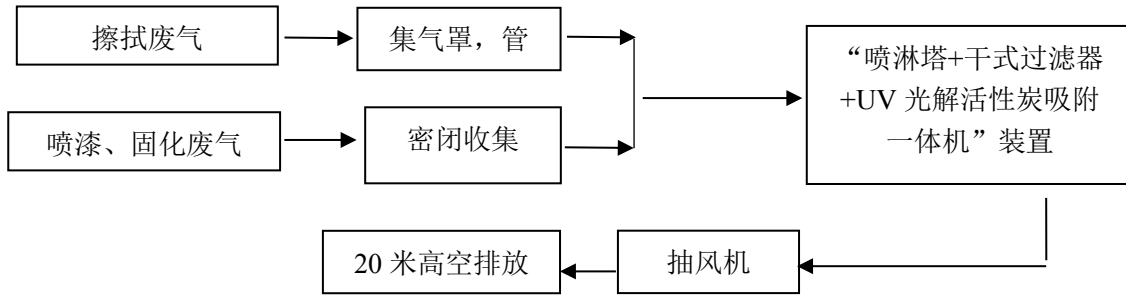 擦拭废气
集气罩，管
喷漆、固化废气
密闭收集
“喷淋塔+干式过滤器
+UV 光解活性炭吸附
一体机”装置
20 米高空排放
抽风机